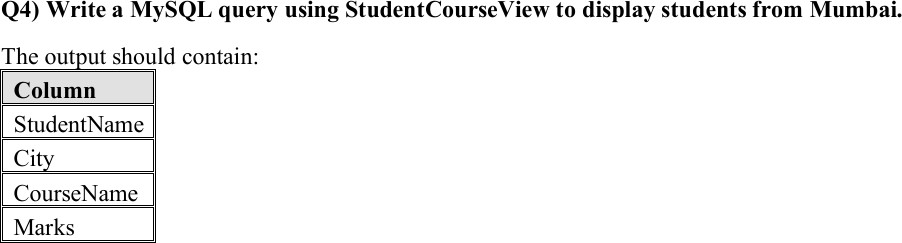 Q4) Write a MySQL query using StudentCourseView to display students from Mumbai.
The output should contain:
Column
StudentName
City
CourseName
Marks